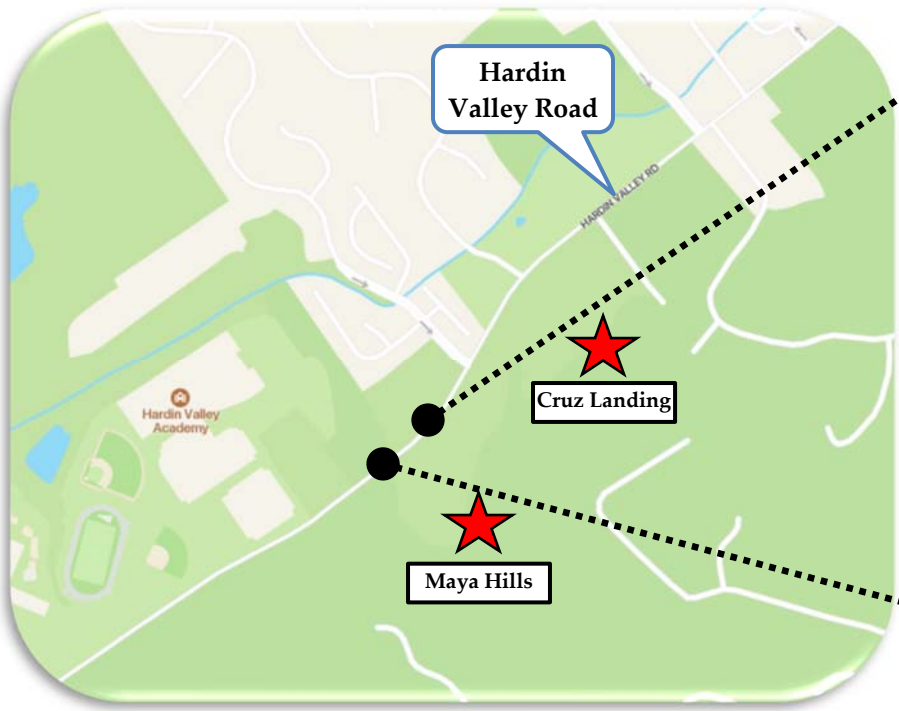 Hardin
Valley Road
HARDIN VALLEY RD
Cruz Landing
Hardin Valley
Academy
Maya Hills